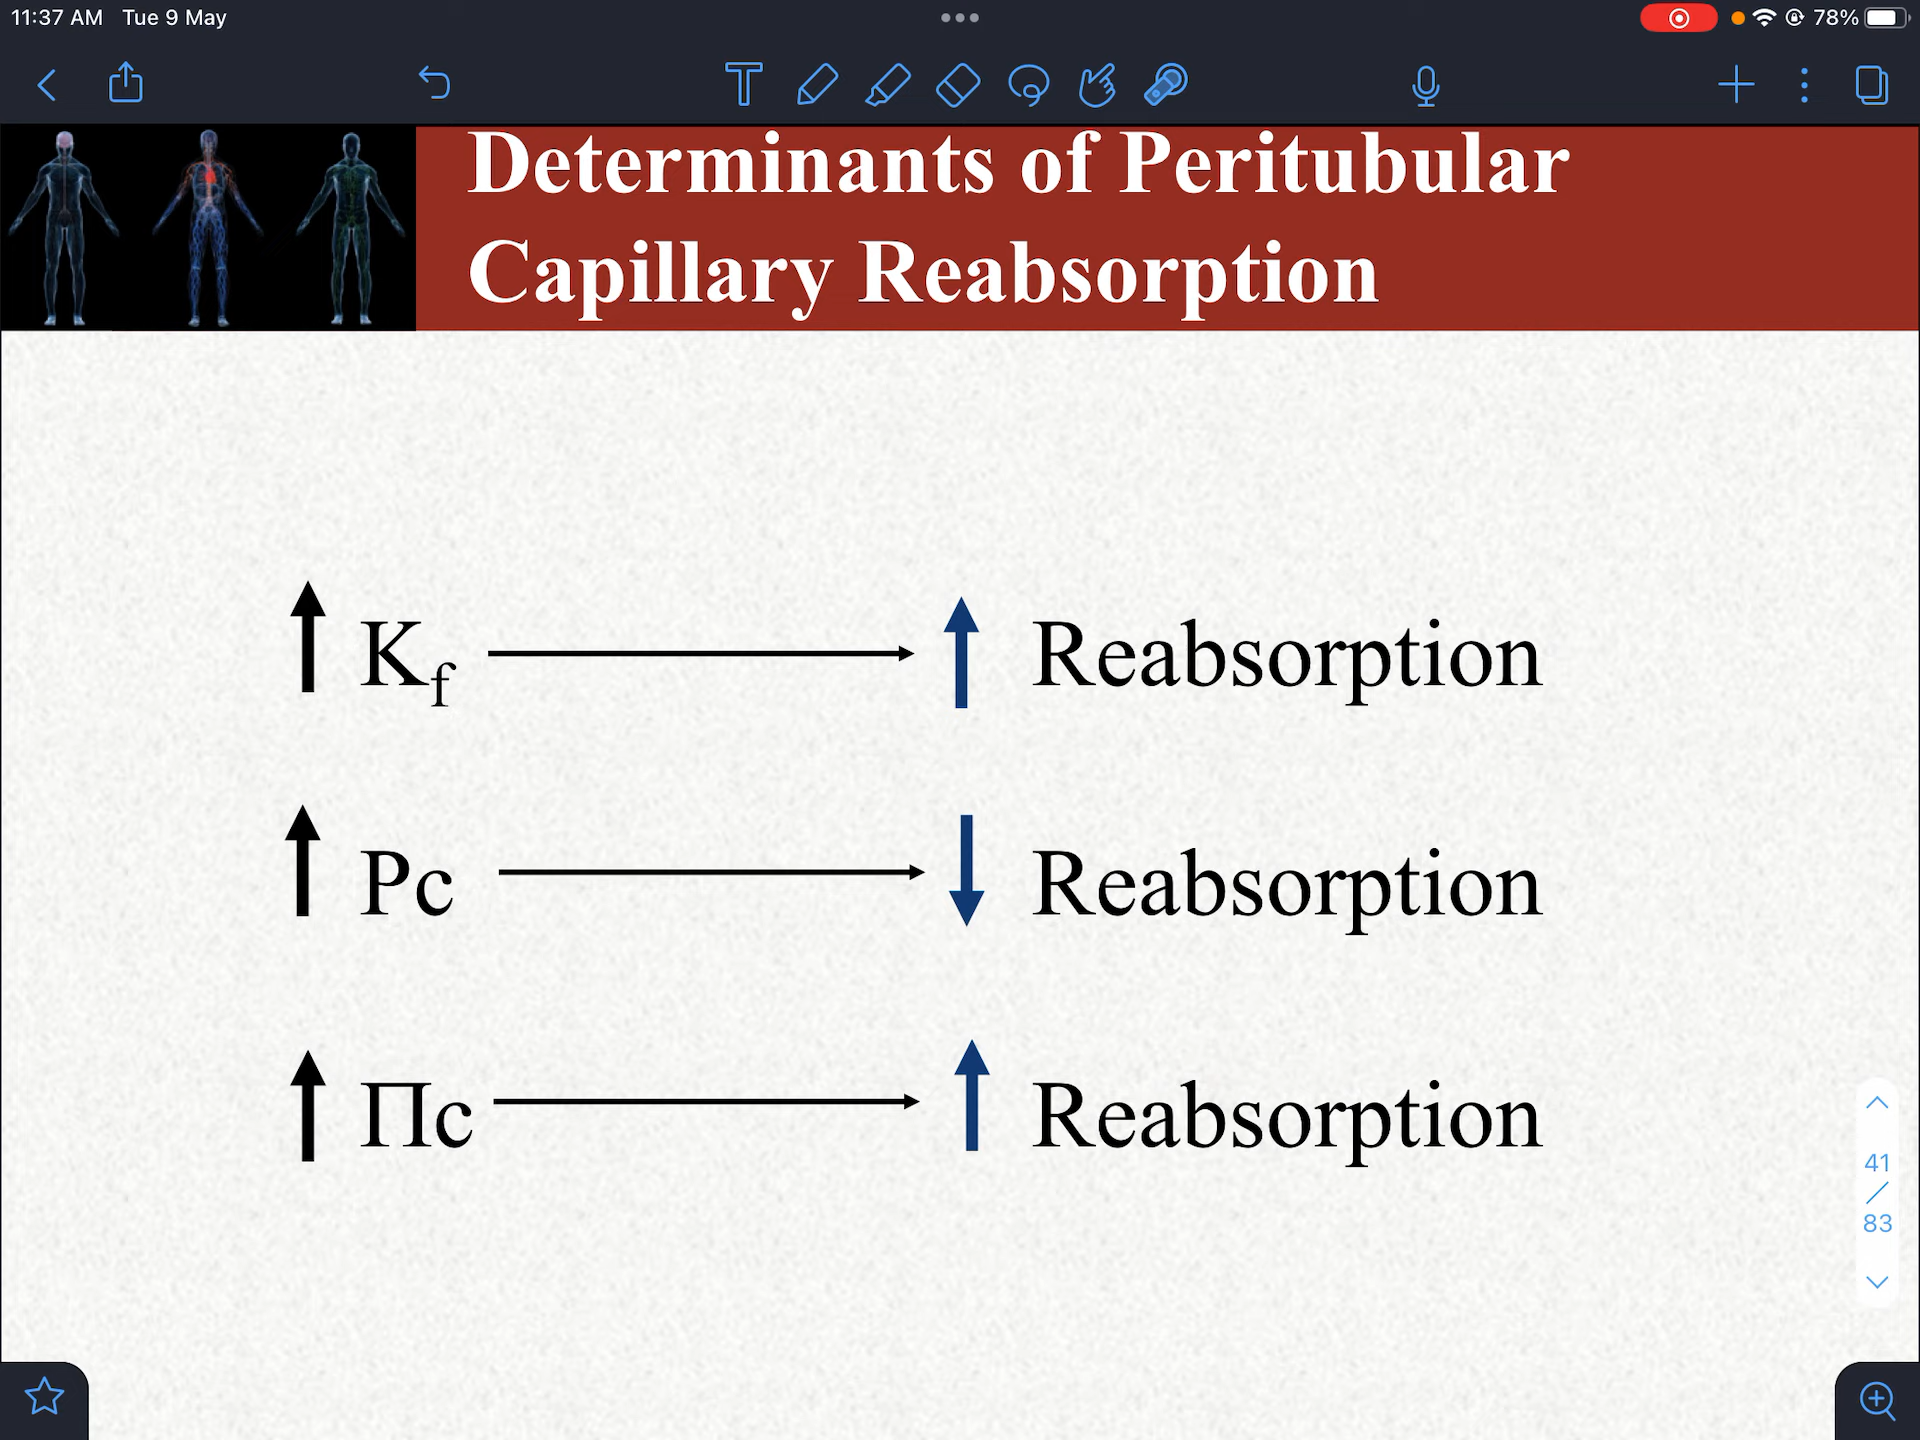 11:37 AM Tue 9 May
78%
Determinants of Peritubular
Capillary Reabsorption
Kf Reabsorption
Pc Reabsorption
Πc Reabsorption
41
/
83